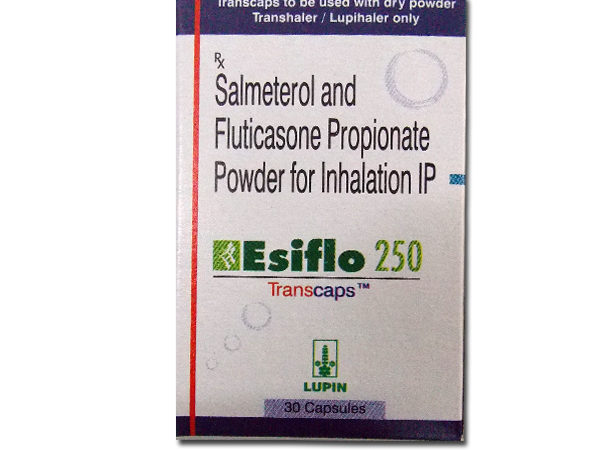 Transcaps to be used with dry powder
Transhaler / Lupihaler only
Rx
Salmeterol and
Fluticasone Propionate
Powder for Inhalation IP
Esiflo 250
Transcaps™
LUPIN
30 Capsules